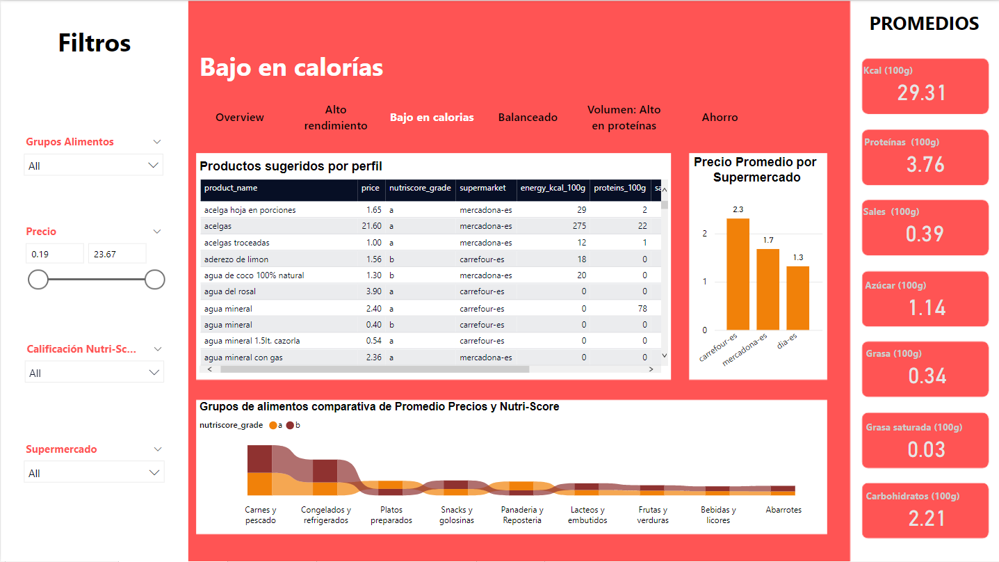 Filtros
Grupos Alimentos
All
Precio
0.19 23.67
Calificación Nutri-Sc...
All
Supermercado
All
Bajo en calorías
Overview
Alto
rendimiento
Bajo en calorias
Balanceado
Volumen: Alto
en proteínas
Ahorro
Productos sugeridos por perfil
product_name price nutriscore_grade supermarket energy_kcal_100g proteins_100g sa
acelga hoja en porciones 1.65 a mercadona-es 29 2
acelgas 21.60 a mercadona-es 275 22
acelgas troceadas 1.00 a mercadona-es 12 1
aderezo de limon 1.56 b carrefour-es 18 0
agua de coco 100% natural 1.30 b mercadona-es 20 0
agua del rosal 3.90 a carrefour-es 0 0
agua mineral 2.40 a carrefour-es 0 78
agua mineral 0.40 b carrefour-es 0 0
agua mineral 1.5lt. cazorla 0.54 a carrefour-es 0 0
agua mineral con gas 2.36 a mercadona-es 0 0
Precio Promedio por
Supermercado
2.3
1.7
1.3
2
1
0
carrefour-es
mercadona-es
dia-es
Grupos de alimentos comparativa de Promedio Precios y Nutri-Score
nutriscore_grade a b
Carnes y
pescado
Congelados y
refrigerados
Platos
preparados
Snacks y
golosinas
Panaderia y
Reposteria
Lacteos y
embutidos
Frutas y
verduras
Bebidas y
licores
Abarrotes
PROMEDIOS
Kcal (100g)
29.31
Proteínas (100g)
3.76
Sales (100g)
0.39
Azúcar (100g)
1.14
Grasa (100g)
0.34
Grasa saturada (100g)
0.03
Carbohidratos (100g)
2.21